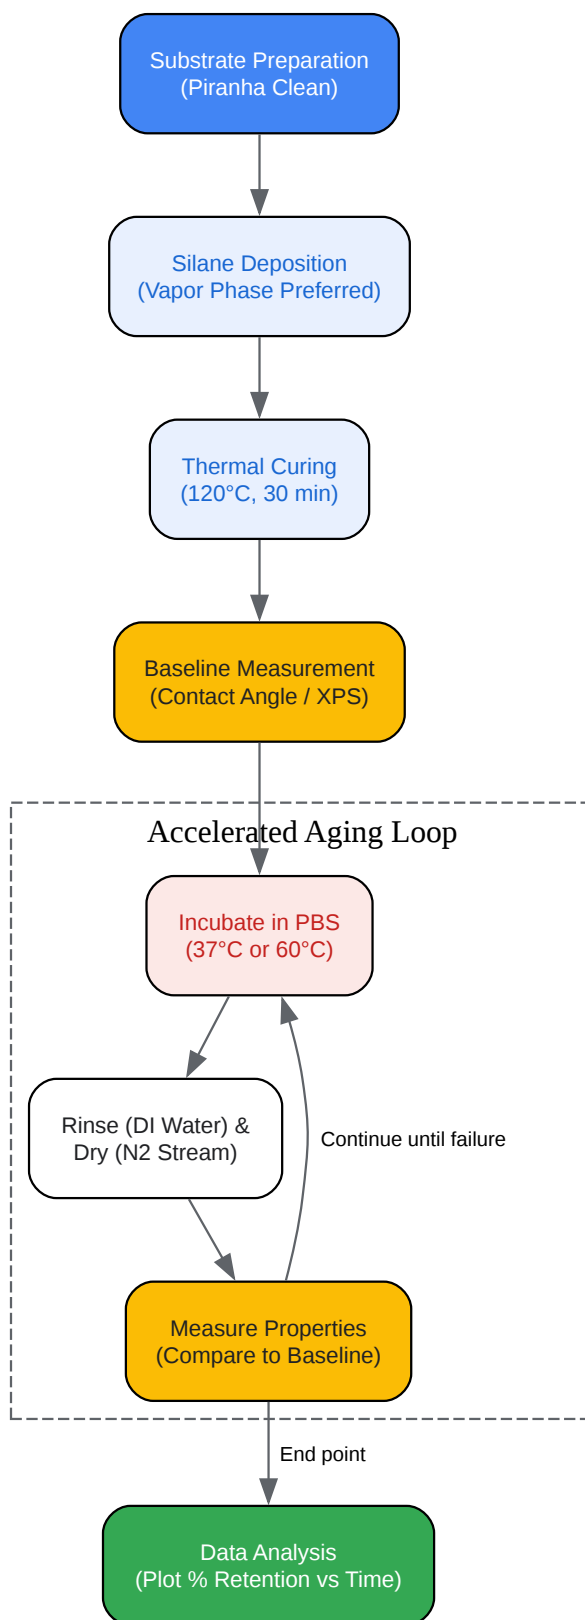 Substrate Preparation
(Piranha Clean)
Silane Deposition
(Vapor Phase Preferred)
Thermal Curing
(120°C, 30 min)
Baseline Measurement
(Contact Angle / XPS)
Accelerated Aging Loop
Incubate in PBS
(37°C or 60°C)
Rinse (DI Water) &
Dry (N2 Stream)
Continue until failure
Measure Properties
(Compare to Baseline)
End point
Data Analysis
(Plot % Retention vs Time)